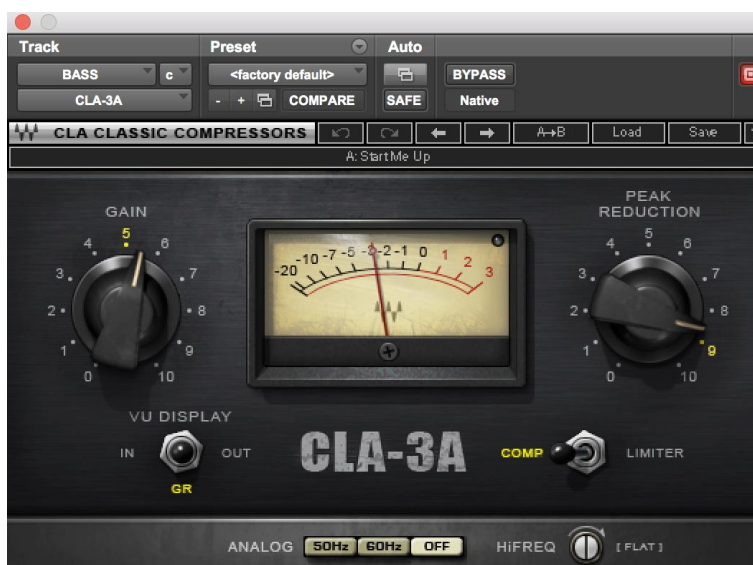 Track Preset Auto
BASS c <factory default> BYPASS
CLA-3A - + COMPARE SAFE Native
CLA CLASSIC COMPRESSORS A→B Load Save
A: Start Me Up
GAIN
PEAK
REDUCTION
0 1 2 3 4 5 6 7 8 9 10
-20 -10 -7 -5 -3 -2 -1 0 1 2 3
0 1 2 3 4 5 6 7 8 9 10
VU DISPLAY
IN OUT
GR
CLA-3A
COMP LIMITER
ANALOG 50Hz 60Hz OFF HiFREQ [FLAT]